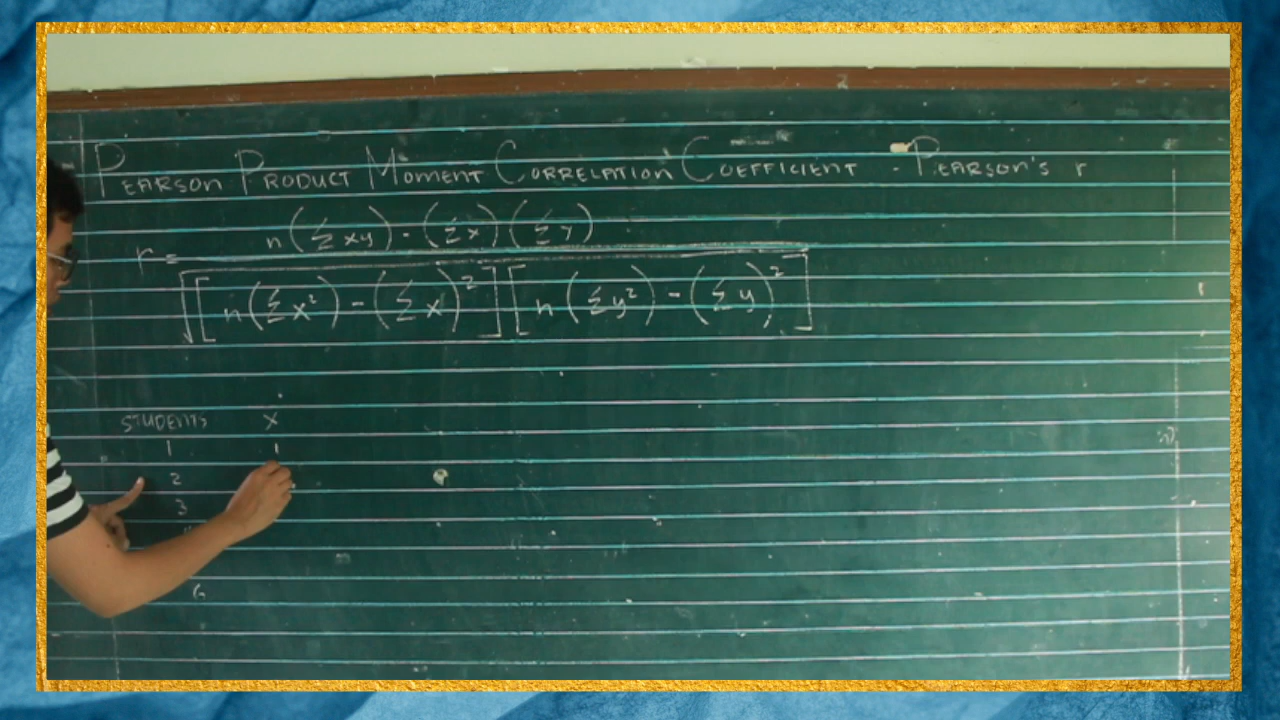 PEARSON PRODUCT MOMENT CORRELATION COEFFICIENT - PEARSON'S r
r = n(Σxy) - (Σx)(Σy)
√[n(Σx²) - (Σx)²][n(Σy²) - (Σy)²]
STUDENTS X
1 1
2
3
6